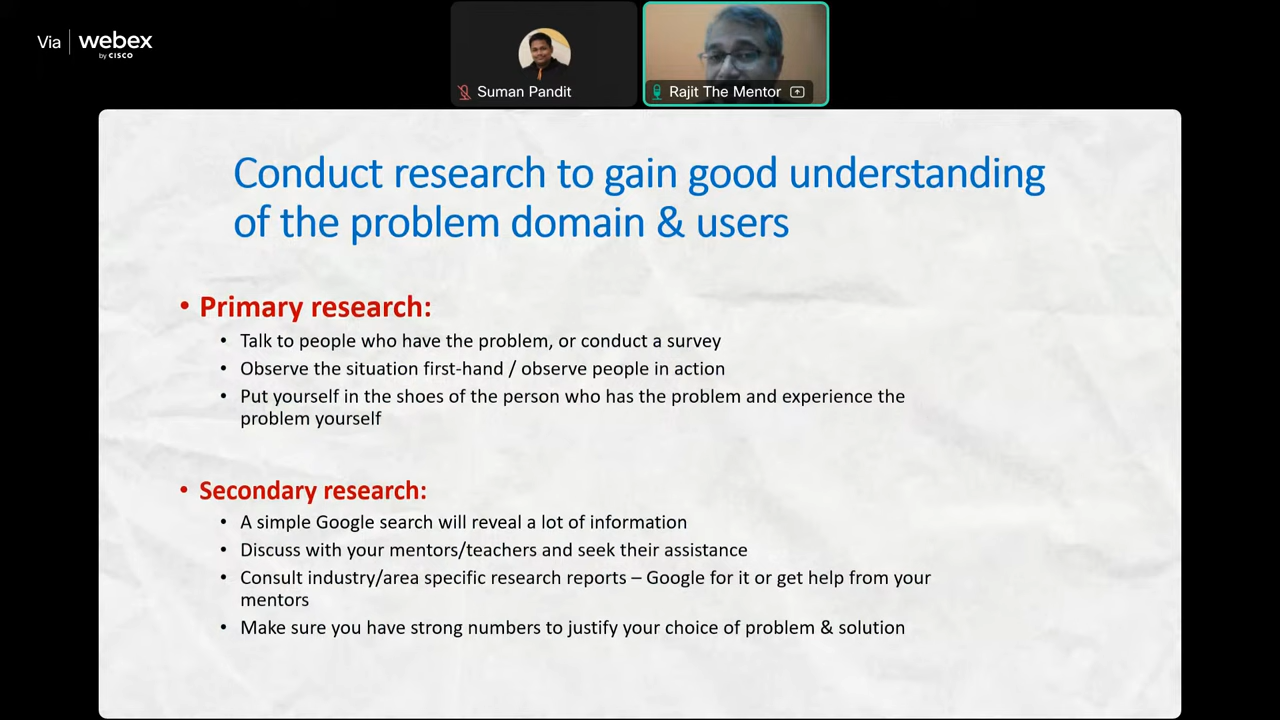 Via
webex
by CISCO
Suman Pandit
Rajit The Mentor
Conduct research to gain good understanding
of the problem domain & users
• Primary research:
• Talk to people who have the problem, or conduct a survey
• Observe the situation first-hand / observe people in action
• Put yourself in the shoes of the person who has the problem and experience the
problem yourself
• Secondary research:
• A simple Google search will reveal a lot of information
• Discuss with your mentors/teachers and seek their assistance
• Consult industry/area specific research reports – Google for it or get help from your
mentors
• Make sure you have strong numbers to justify your choice of problem & solution